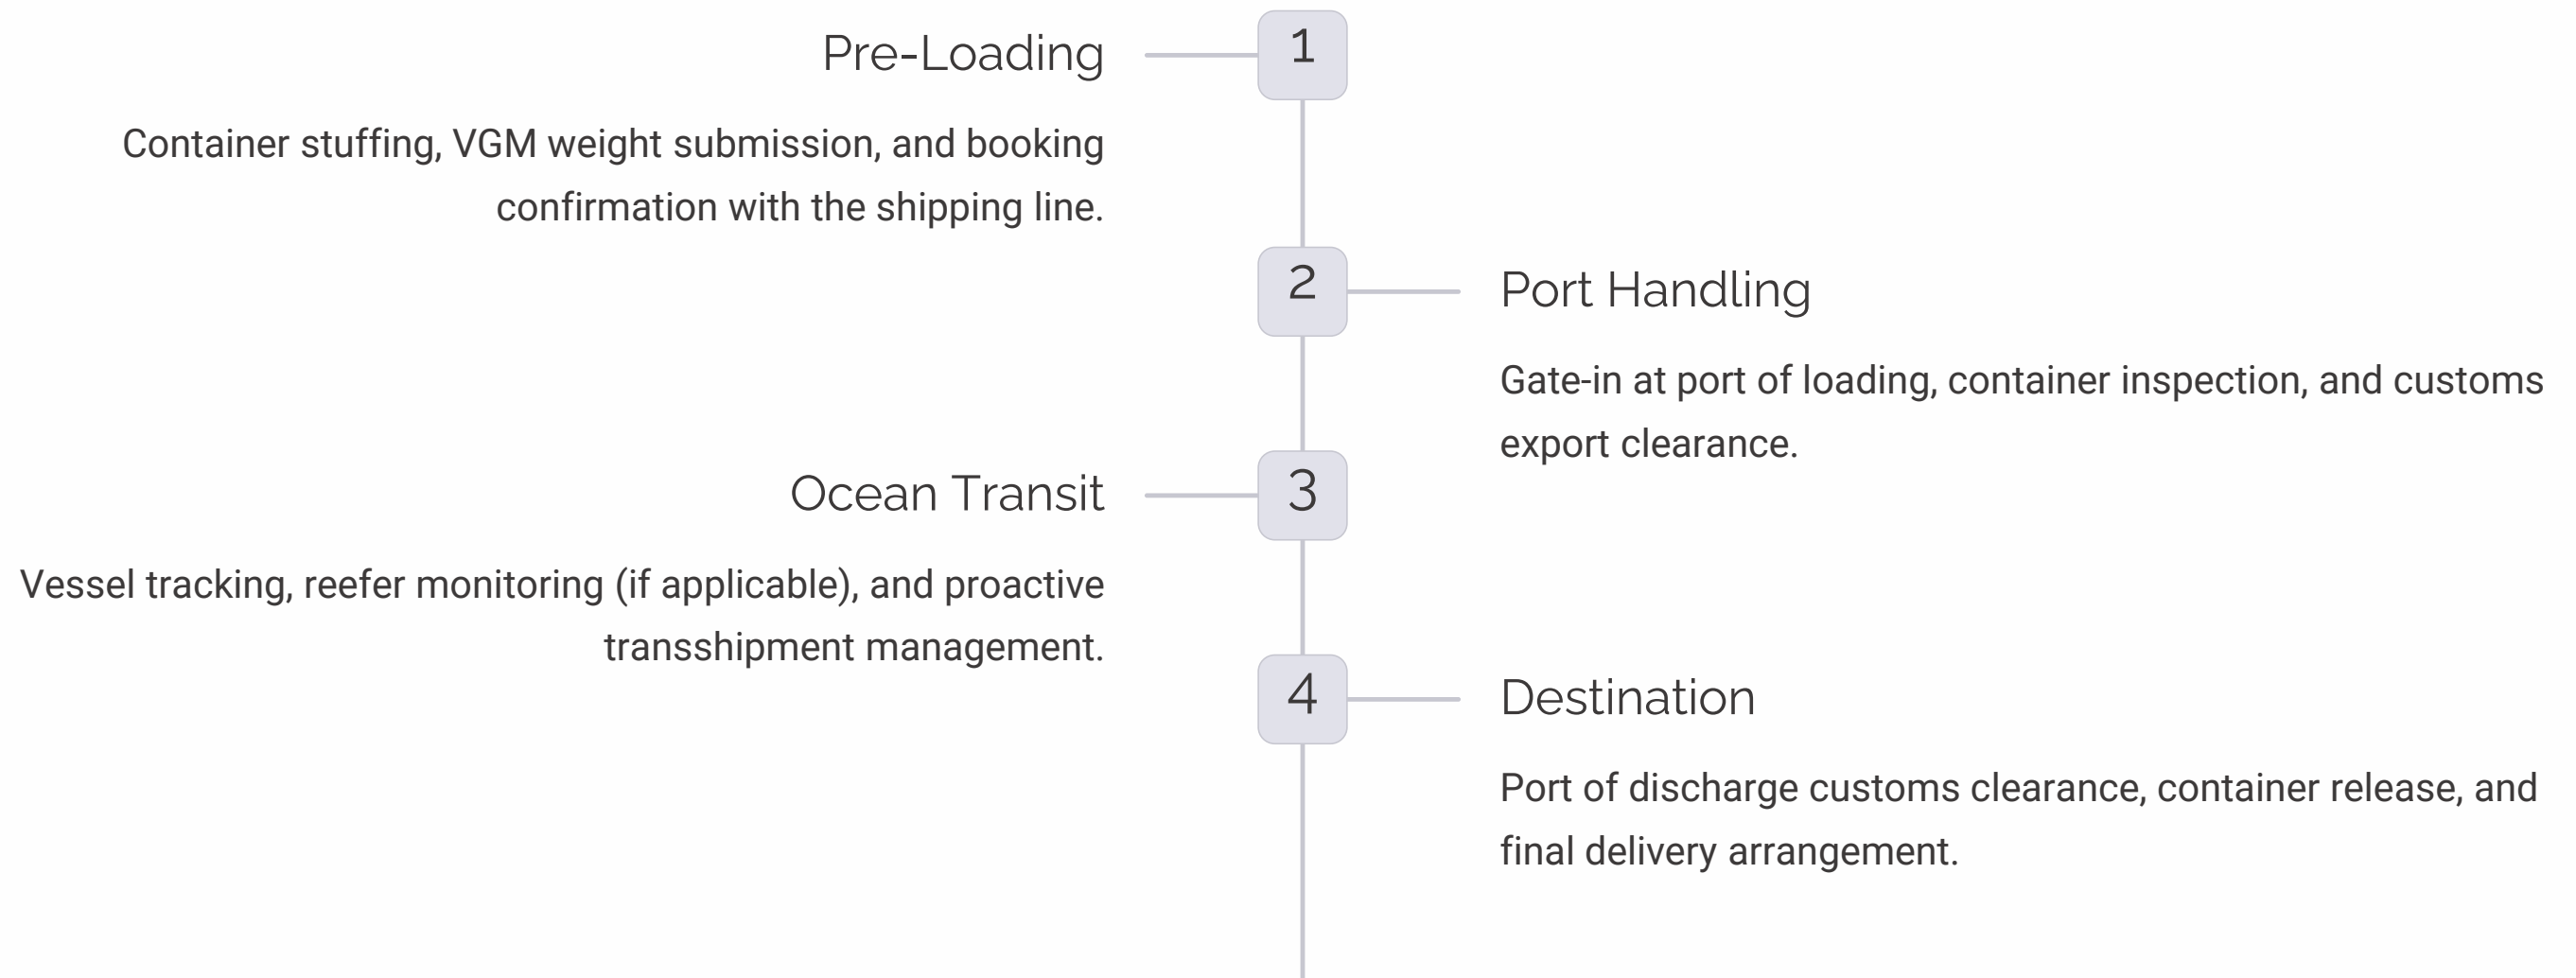 Pre-Loading
1
Container stuffing, VGM weight submission, and booking
confirmation with the shipping line.
2
Port Handling
Gate-in at port of loading, container inspection, and customs
export clearance.
Ocean Transit
3
Vessel tracking, reefer monitoring (if applicable), and proactive
transshipment management.
4
Destination
Port of discharge customs clearance, container release, and
final delivery arrangement.